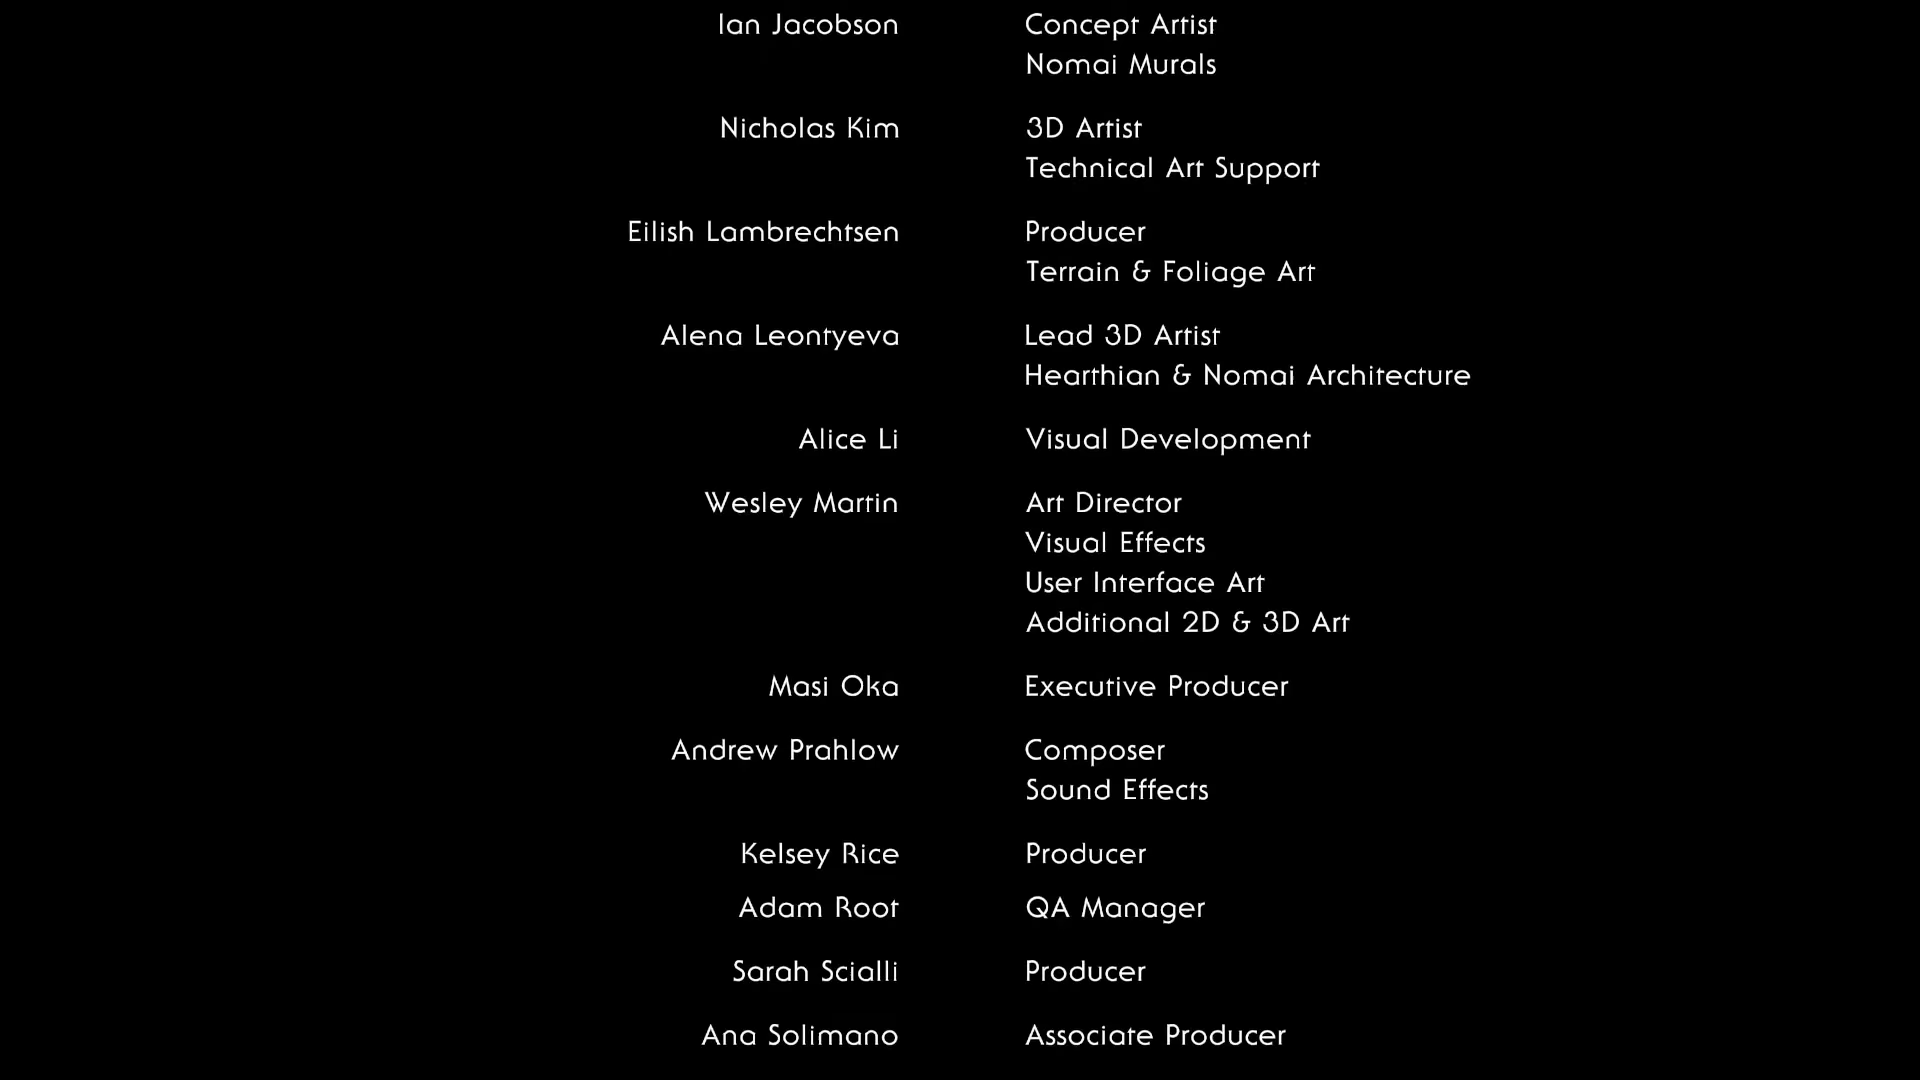 Ian Jacobson Concept Artist
Nomai Murals
Nicholas Kim 3D Artist
Technical Art Support
Eilish Lambrechtsen Producer
Terrain & Foliage Art
Alena Leontyeva Lead 3D Artist
Hearthian & Nomai Architecture
Alice Li Visual Development
Wesley Martin Art Director
Visual Effects
User Interface Art
Additional 2D & 3D Art
Masi Oka Executive Producer
Andrew Prahlow Composer
Sound Effects
Kelsey Rice Producer
Adam Root QA Manager
Sarah Scialli Producer
Ana Solimano Associate Producer